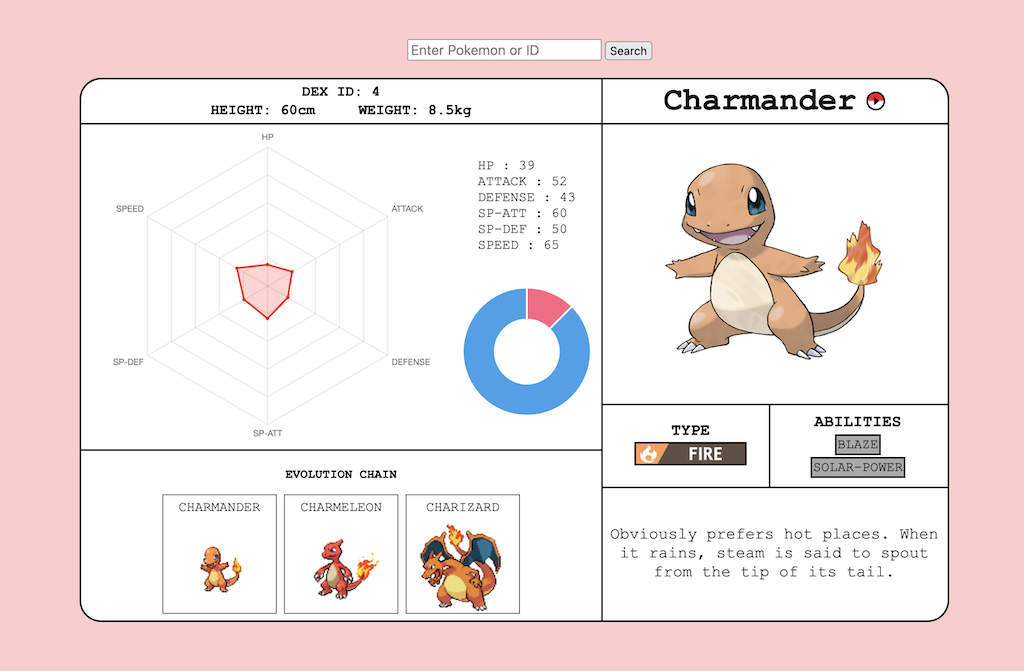 Enter Pokemon or ID
Search
DEX ID: 4
HEIGHT: 60cm WEIGHT: 8.5kg
Charmander
HP
SPEED
ATTACK
SP-DEF
DEFENSE
SP-ATT
HP : 39
ATTACK : 52
DEFENSE : 43
SP-ATT : 60
SP-DEF : 50
SPEED : 65
TYPE
FIRE
ABILITIES
BLAZE
SOLAR-POWER
EVOLUTION CHAIN
CHARMANDER
CHARMELEON
CHARIZARD
Obviously prefers hot places. When
it rains, steam is said to spout
from the tip of its tail.